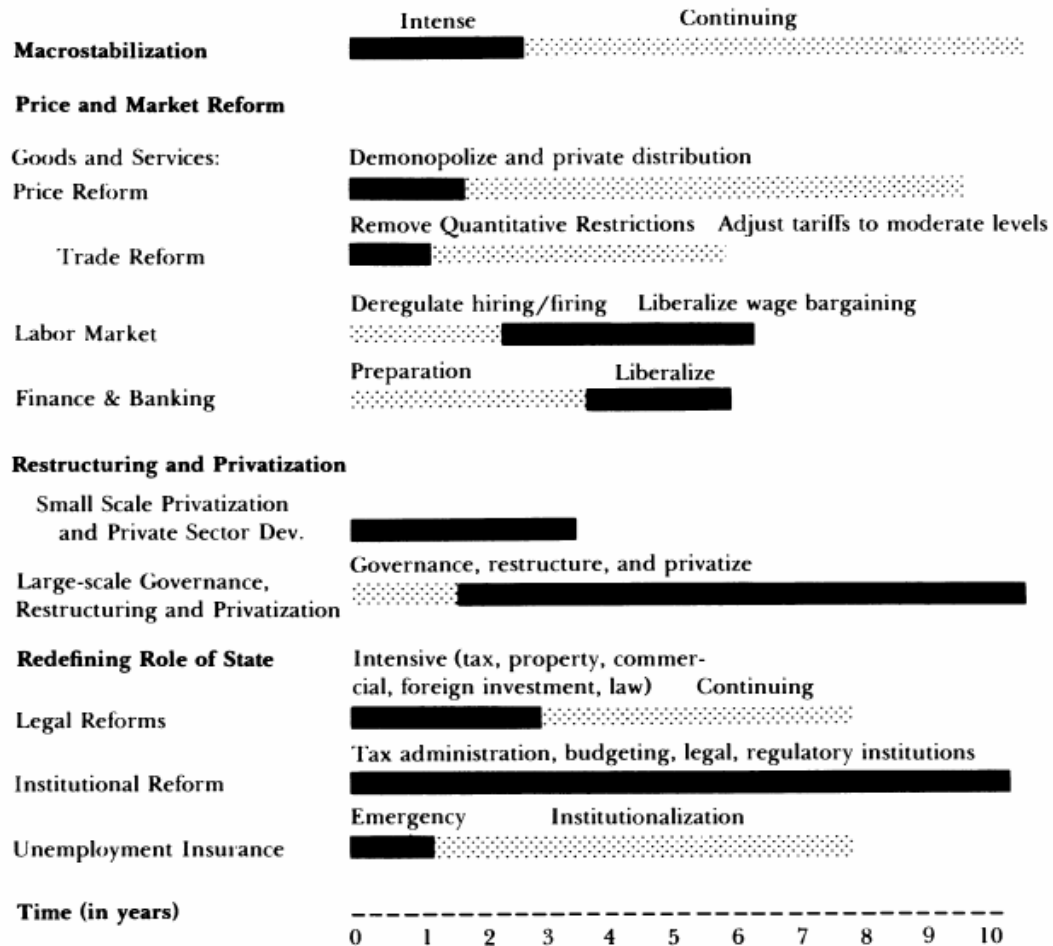 Intense Continuing
Macrostabilization
Price and Market Reform
Goods and Services: Demonopolize and private distribution
Price Reform
Remove Quantitative Restrictions Adjust tariffs to moderate levels
Trade Reform
Deregulate hiring/firing Liberalize wage bargaining
Labor Market
Preparation Liberalize
Finance & Banking
Restructuring and Privatization
Small Scale Privatization
and Private Sector Dev.
Governance, restructure, and privatize
Large-scale Governance,
Restructuring and Privatization
Redefining Role of State Intensive (tax, property, commer-
cial, foreign investment, law) Continuing
Legal Reforms
Tax administration, budgeting, legal, regulatory institutions
Institutional Reform
Emergency Institutionalization
Unemployment Insurance
Time (in years)
0 1 2 3 4 5 6 7 8 9 10